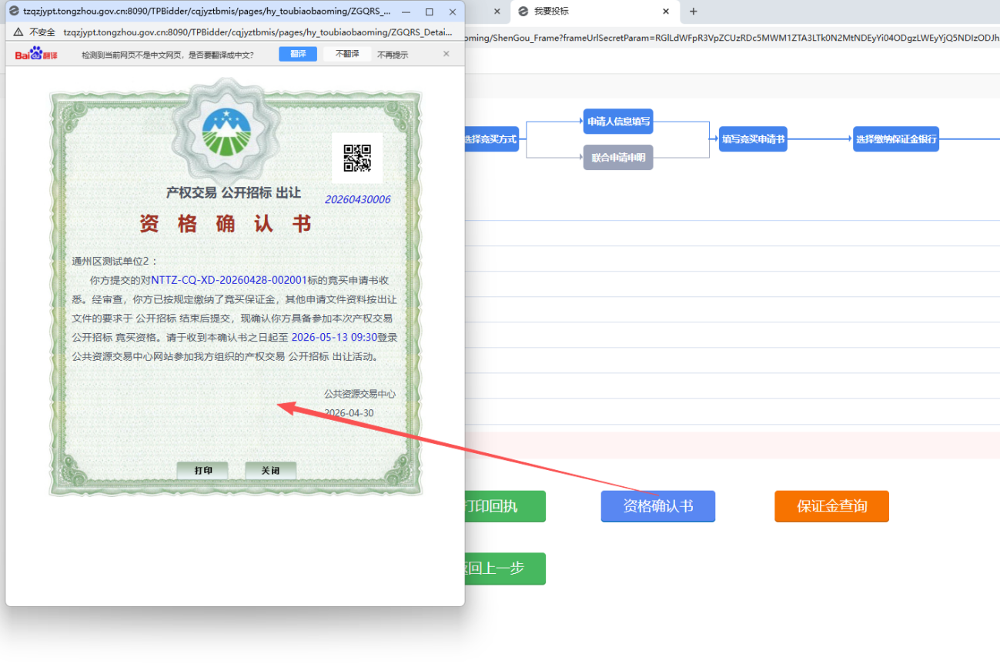 tzqzjypt.tongzhou.gov.cn:8090/TPBidder/cqjyztbmis/pages/hy_toubiaobaoming/ZGQRS_...
不安全 tzqzjypt.tongzhou.gov.cn:8090/TPBidder/cqjyztbmis/pages/hy_toubiaobaoming/ZGQRS_Detai...
Bai du 翻译 检测到当前网页不是中文网页，是否要翻译成中文? 翻译 不翻译 不再提示
产权交易 公开招标 出让
20260430006
资 格 确 认 书
通州区测试单位2：
你方提交的对NTTZ-CQ-XD-20260428-002001标的竞买申请书收
悉。经审查，你方已按规定缴纳了竞买保证金，其他申请文件资料按出让
文件的要求于 公开招标 结束后提交，现确认你方具备参加本次产权交易
公开招标 竞买资格。请于收到本确认书之日起至 2026-05-13 09:30登录
公共资源交易中心网站参加我方组织的产权交易 公开招标 出让活动。
公共资源交易中心
2026-04-30
打印 关闭
我要投标
oming/ShenGou_Frame?frameUrlSecretParam=RGlLdWFpR3VpZCUzRDc5MWM1ZTA3LTk0N2MtNDEyYi04ODgzLWEyYjQ5NDIzODJh
选择竞买方式
申请人信息填写
联合申请申明
填写竞买申请书
选择缴纳保证金银行
打印回执 资格确认书 保证金查询
返回上一步